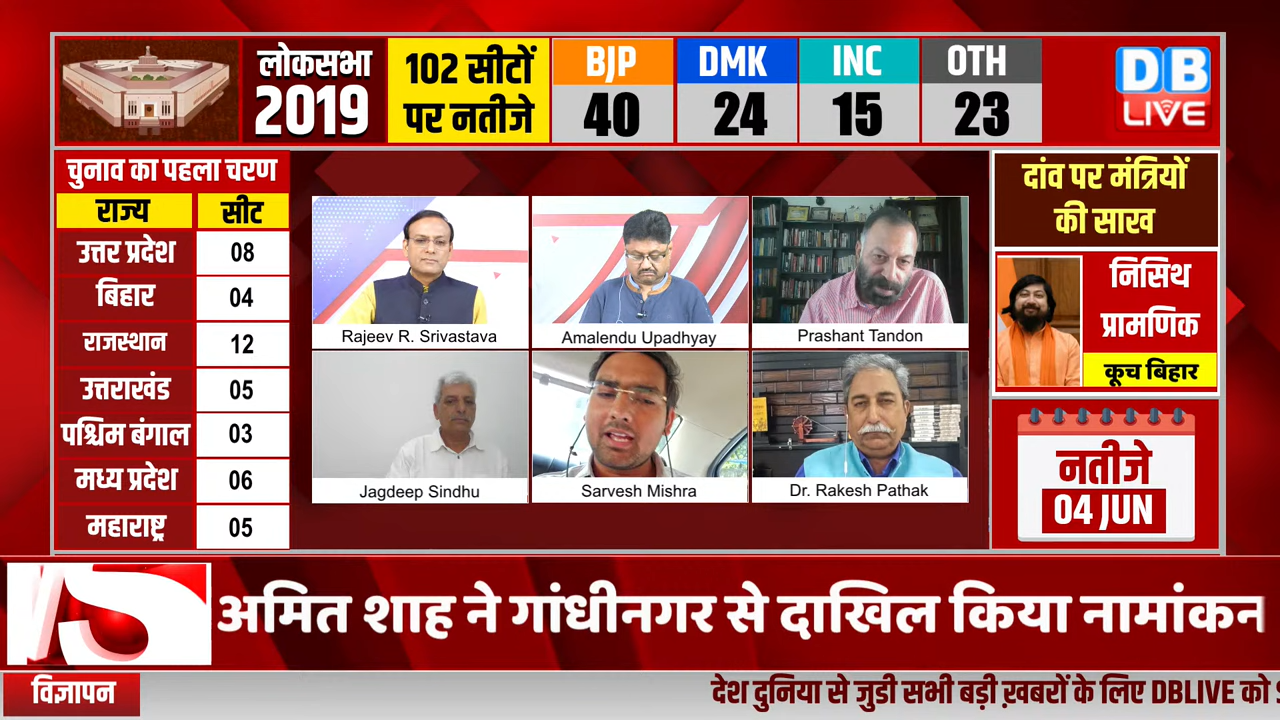 लोकसभा
2019
102 सीटों
पर नतीजे
BJP
40
DMK
24
INC
15
OTH
23
DB
LIVE
चुनाव का पहला चरण
राज्य सीट
उत्तर प्रदेश 08
बिहार 04
राजस्थान 12
उत्तराखंड 05
पश्चिम बंगाल 03
मध्य प्रदेश 06
महाराष्ट्र 05
Rajeev R. Srivastava
Amalendu Upadhyay
Prashant Tandon
Jagdeep Sindhu
Sarvesh Mishra
Dr. Rakesh Pathak
दांव पर मंत्रियों
की साख
निसिथ
प्रामणिक
कूच बिहार
नतीजे
04 JUN
अमित शाह ने गांधीनगर से दाखिल किया नामांकन
विज्ञापन
देश दुनिया से जुडी सभी बड़ी ख़बरों के लिए DBLIVE को